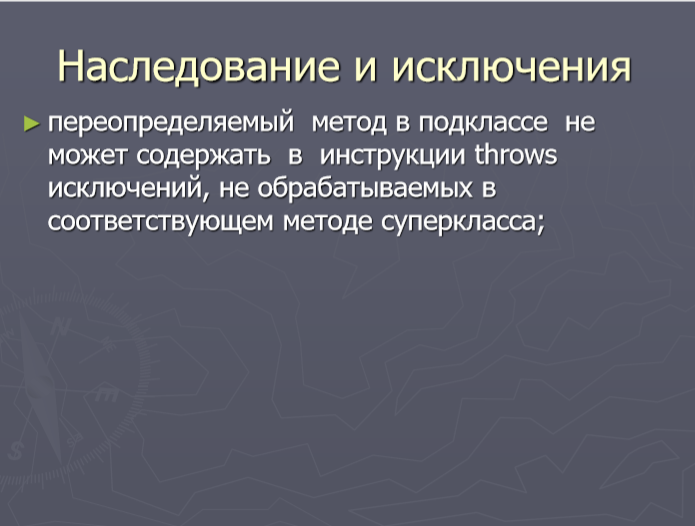 Наследование и исключения
► переопределяемый метод в подклассе не
может содержать в инструкции throws
исключений, не обрабатываемых в
соответствующем методе суперкласса;
N
m
S